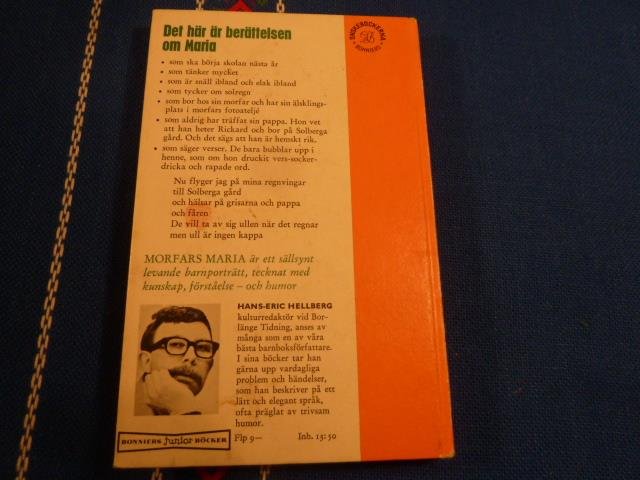 Det här är berättelsen
om Maria
• som ska börja skolan nästa år
• som tänker mycket
• som är snäll ibland och elak ibland
• som tycker om solregn
• som bor hos sin morfar och har sin älsklings-
plats i morfars fotoateljé
• som aldrig har träffat sin pappa. Hon vet
att han heter Rickard och bor på Solberga
gård. Och det sägs att han är hemskt rik.
• som säger verser. De bara bubblar upp i
henne, som om hon druckit vers-socker-
dricka och rapade ord.
Nu flyger jag på mina regnvingar
till Solberga gård
och hälsar på grisarna och pappa
och fåren
De vill ta av sig ullen när det regnar
men ull är ingen kappa
MORFARS MARIA är ett sällsynt
levande barnporträtt, tecknat med
kunskap, förståelse – och humor
HANS-ERIC HELLBERG
kulturredaktör vid Bor-
länge Tidning, anses av
många som en av våra
bästa barnboksförfattare.
I sina böcker tar han
gärna upp vardagliga
problem och händelser,
som han beskriver på ett
lätt och elegant språk,
ofta präglat av trivsam
humor.
BONNIERS junior BÖCKER
Flp 9— Inb. 15:50
ÖNSKEBÖCKERNA
BONNIERS